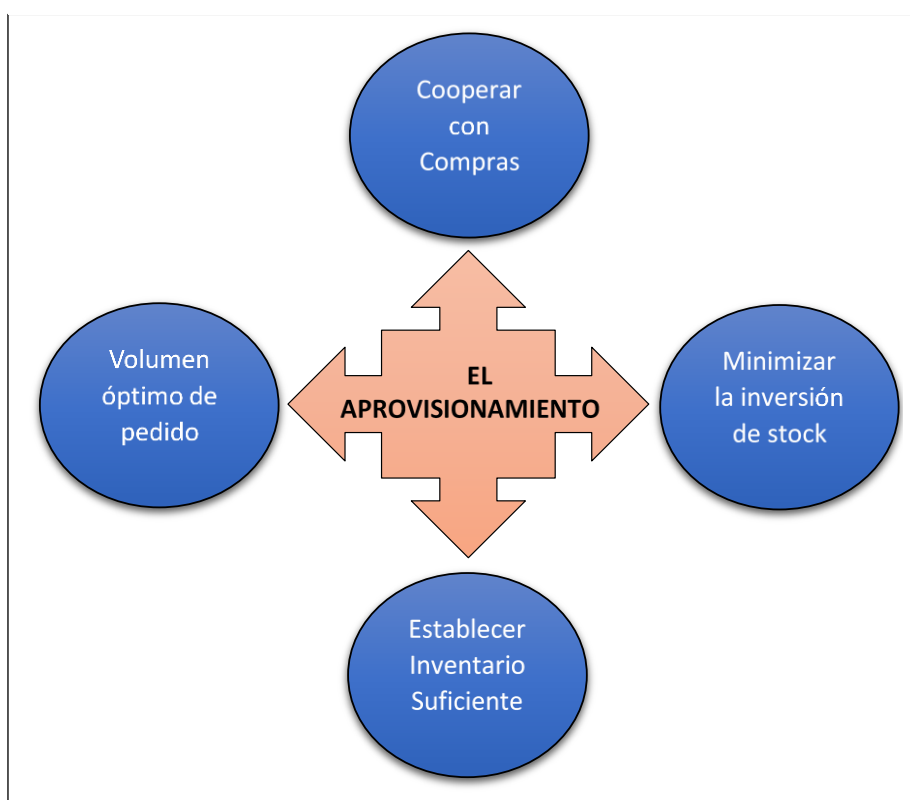 Cooperar
con
Compras
Volumen
óptimo de
pedido
EL
APROVISIONAMIENTO
Minimizar
la inversión
de stock
Establecer
Inventario
Suficiente